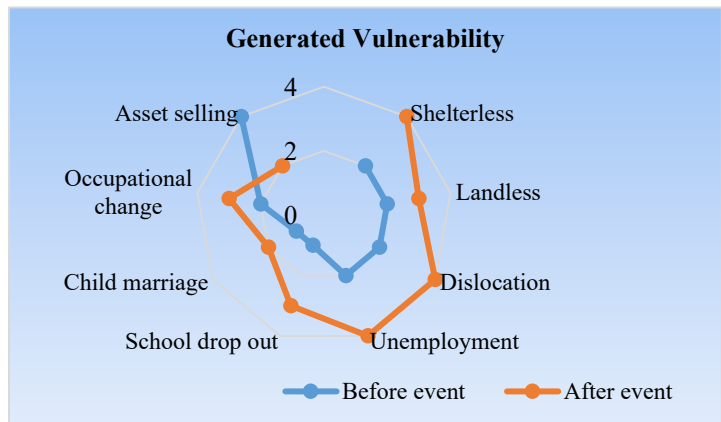 Generated Vulnerability
4
2
0
Shelterless
Landless
Dislocation
Unemployment
School drop out
Child marriage
Occupational
change
Asset selling
Before event
After event